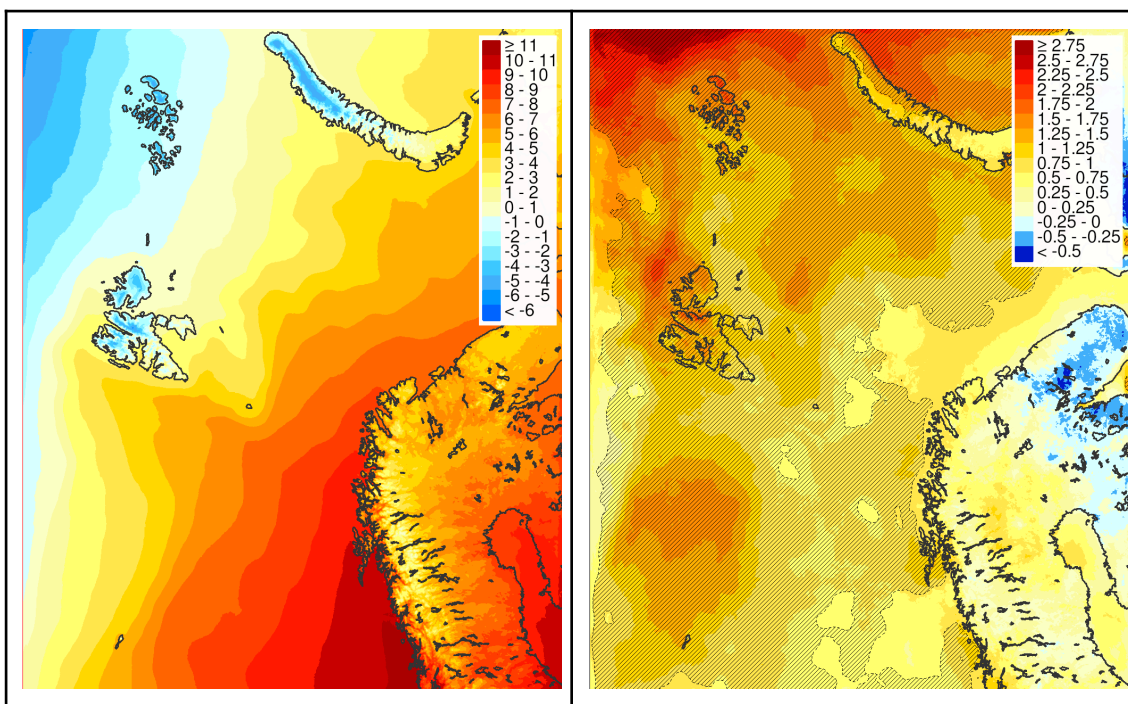 ≥ 11
10 - 11
9 - 10
8 - 9
7 - 8
6 - 7
5 - 6
4 - 5
3 - 4
2 - 3
1 - 2
0 - 1
-1 - 0
-2 - -1
-3 - -2
-4 - -3
-5 - -4
-6 - -5
< -6
≥ 2.75
2.5 - 2.75
2.25 - 2.5
2 - 2.25
1.75 - 2
1.5 - 1.75
1.25 - 1.5
1 - 1.25
0.75 - 1
0.5 - 0.75
0.25 - 0.5
0 - 0.25
-0.25 - 0
-0.5 - -0.25
< -0.5